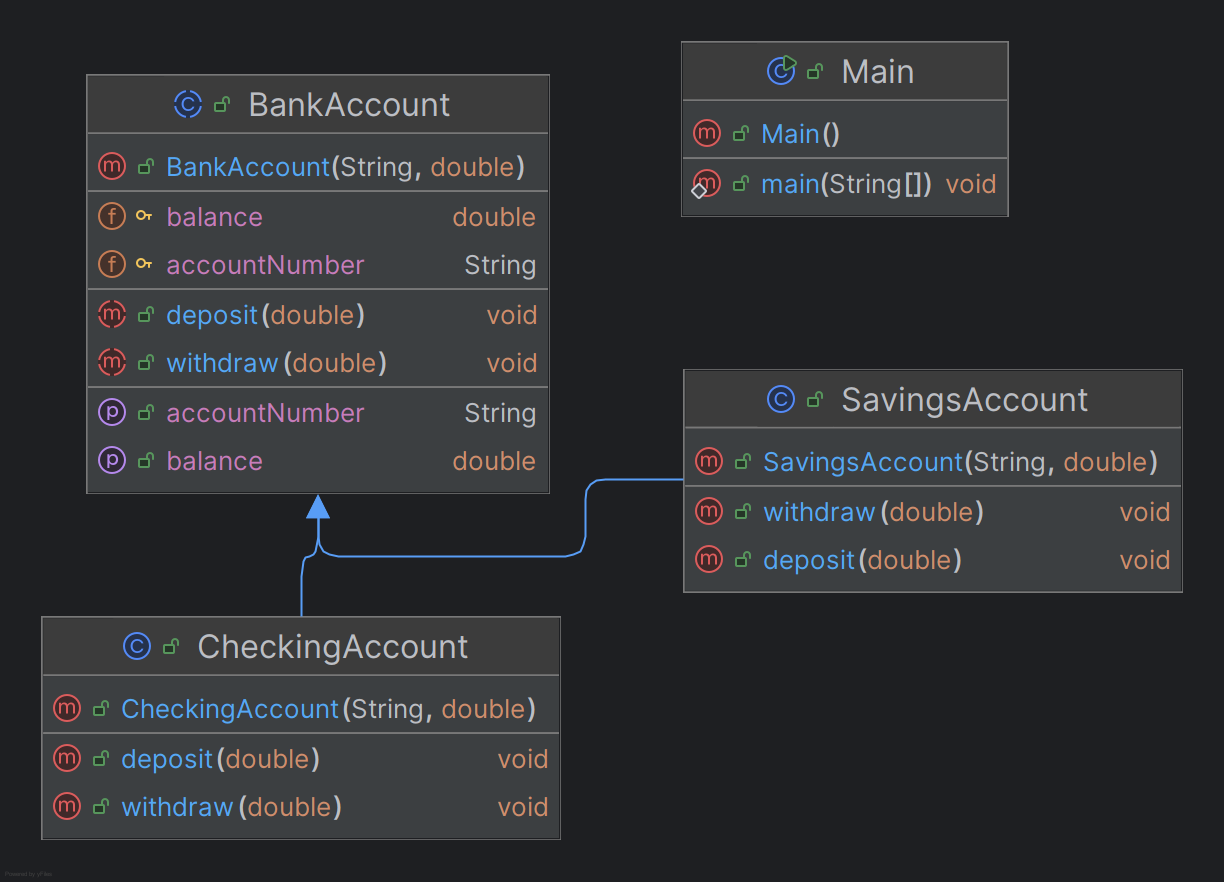 BankAccount
BankAccount(String, double)
balance double
accountNumber String
deposit(double) void
withdraw(double) void
accountNumber String
balance double
Main
Main()
main(String[]) void
SavingsAccount
SavingsAccount(String, double)
withdraw(double) void
deposit(double) void
CheckingAccount
CheckingAccount(String, double)
deposit(double) void
withdraw(double) void
Powered by yFiles